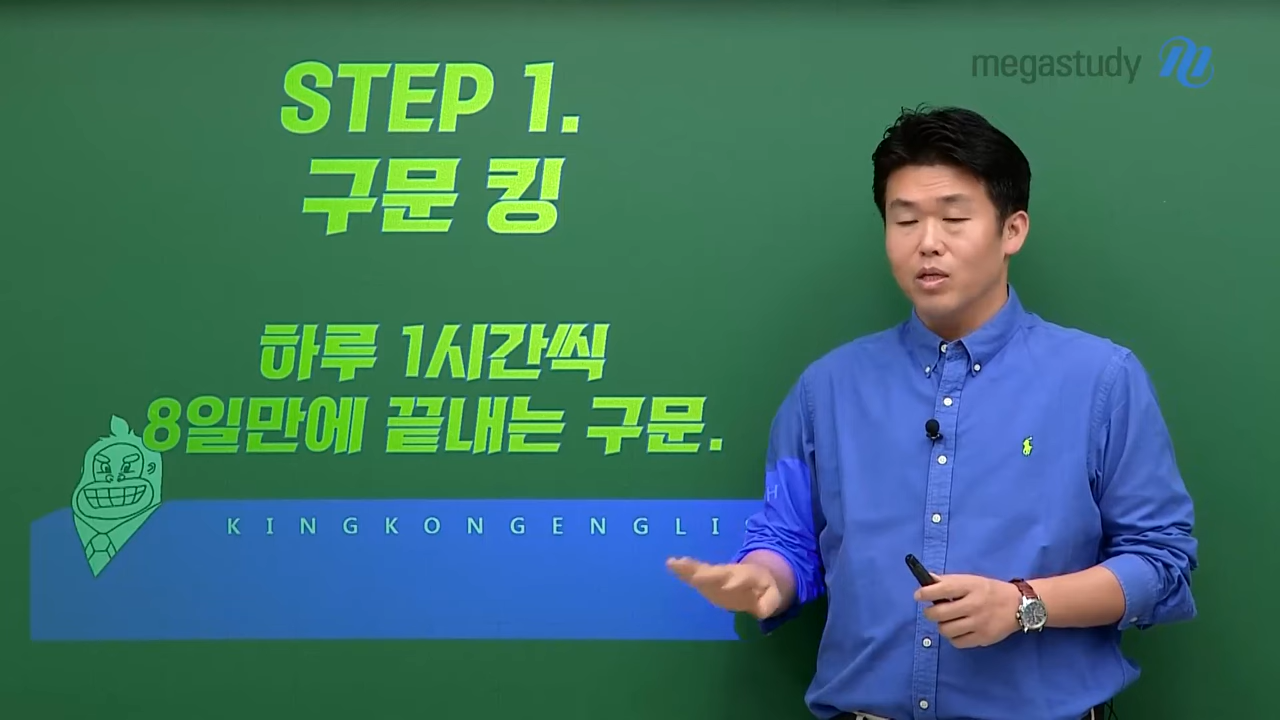 megastudy
STEP 1.
구문 킹
하루 1시간씩
8일만에 끝내는 구문.
KINGKONGENGLISH